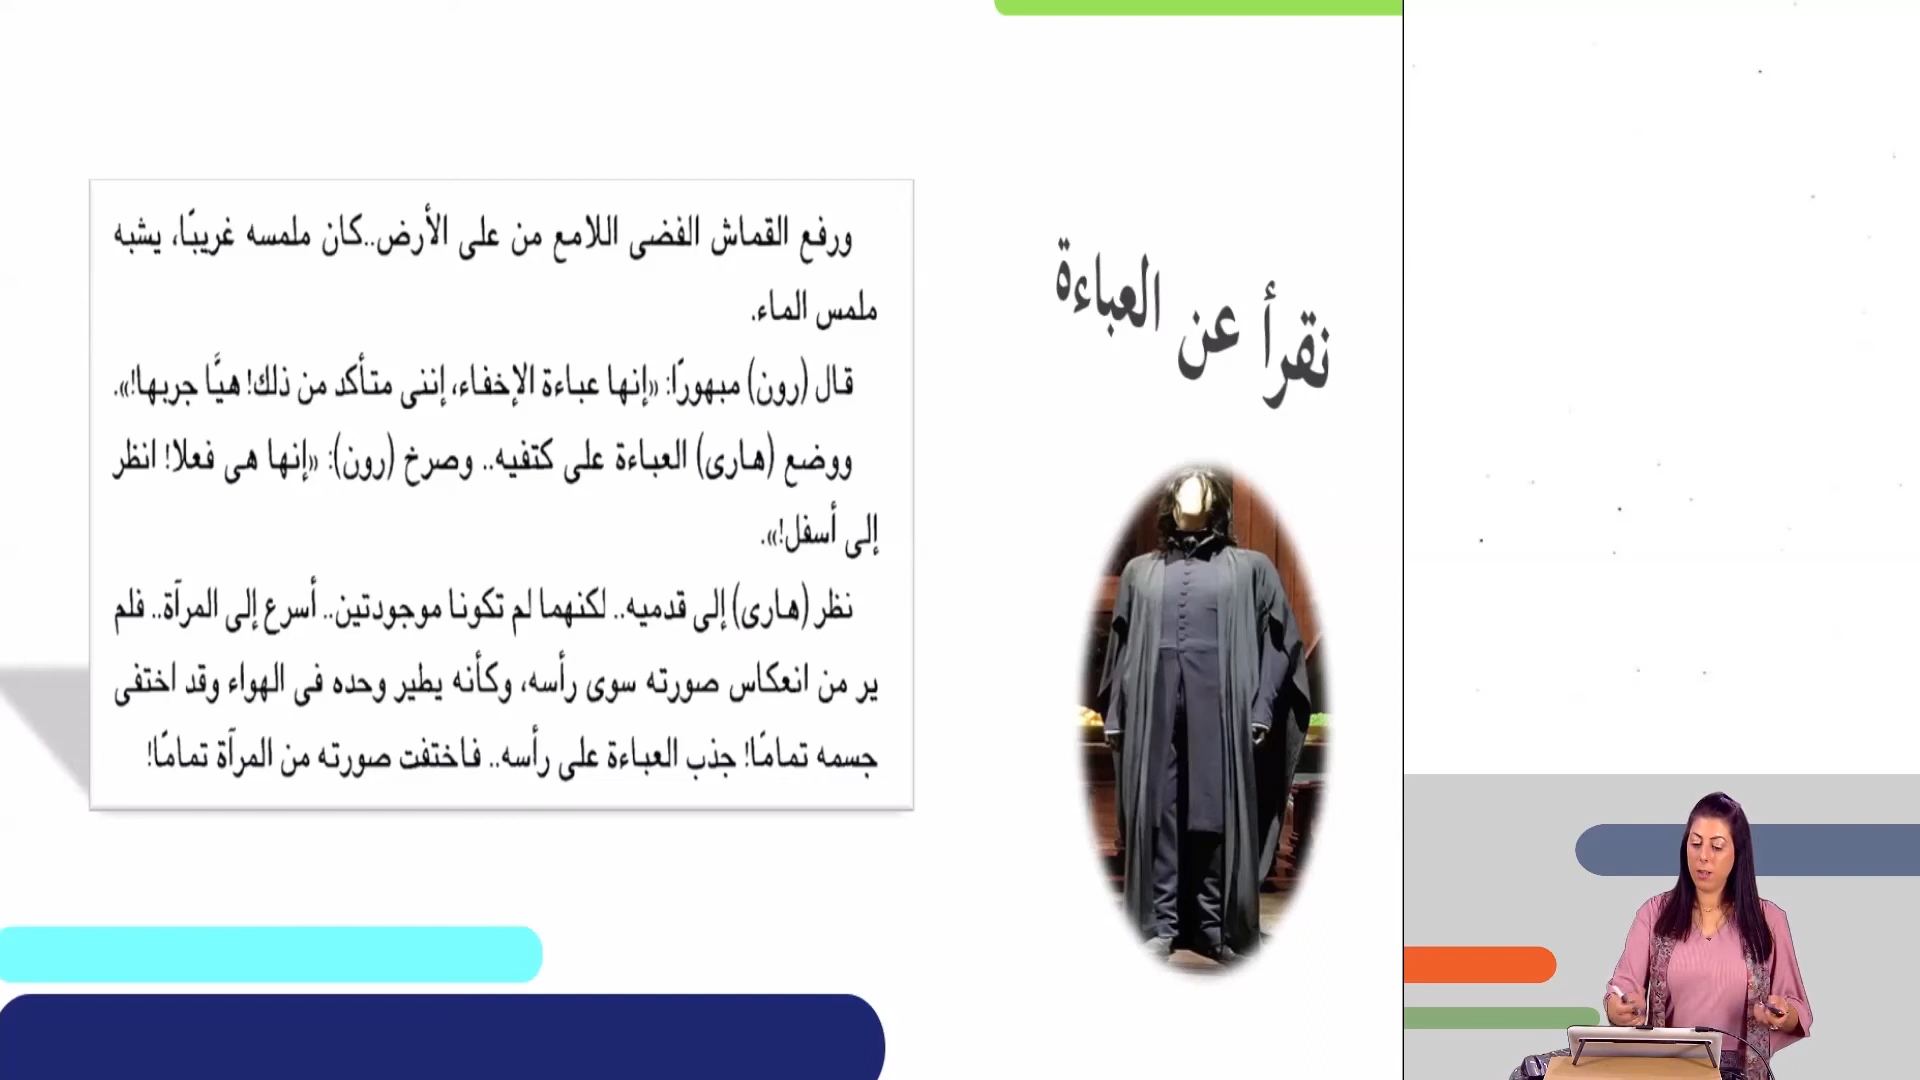 نقرأ عن العباءة
ورفع القماش الفضى اللامع من على الأرض..كان ملمسه غريبًا، يشبه
ملمس الماء.
قال (رون) مبهورًا: «إنها عباءة الإخفاء، إننى متأكد من ذلك! هيَّا جربها!».
ووضع (هارى) العباءة على كتفيه.. وصرخ (رون): «إنها هى فعلا! انظر
إلى أسفل!».
نظر (هارى) إلى قدميه.. لكنهما لم تكونا موجودتين.. أسرع إلى المرآة.. فلم
ير من انعكاس صورته سوى رأسه، وكأنه يطير وحده فى الهواء وقد اختفى
جسمه تمامًا! جذب العباءة على رأسه.. فاختفت صورته من المرآة تمامًا!